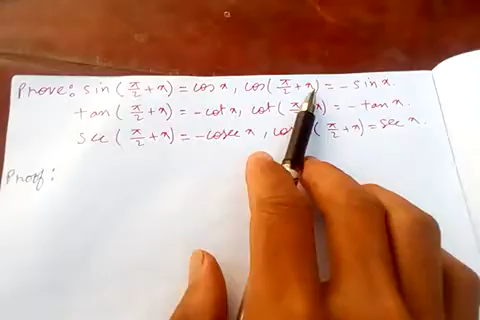 Prove: sin (π/2 + x) = cos x, cos(π/2 + x) = - sin x.
tan (π/2 + x) = - cot x, cot (π/2 x) = - tan x.
sec (π/2 + x) = - cosec x, (π/2 + x) = sec x.
Proof: